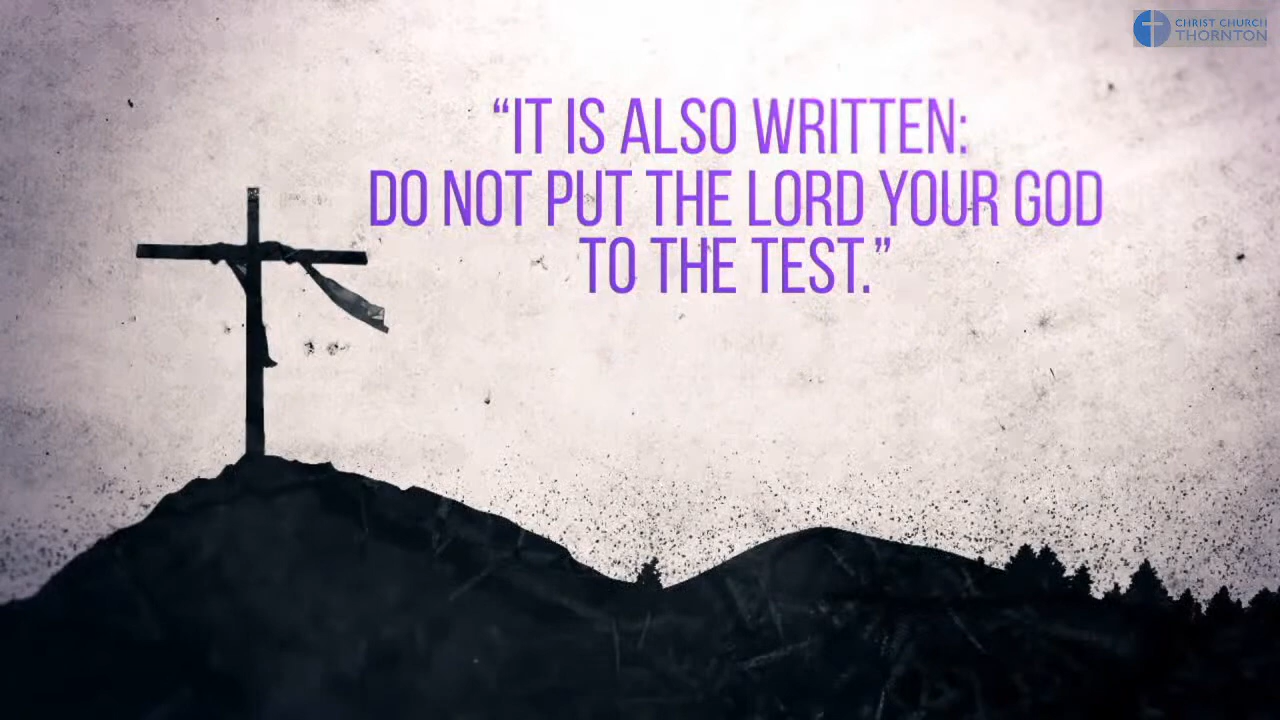 CHRIST CHURCH
THORNTON
“IT IS ALSO WRITTEN:
DO NOT PUT THE LORD YOUR GOD
TO THE TEST.”